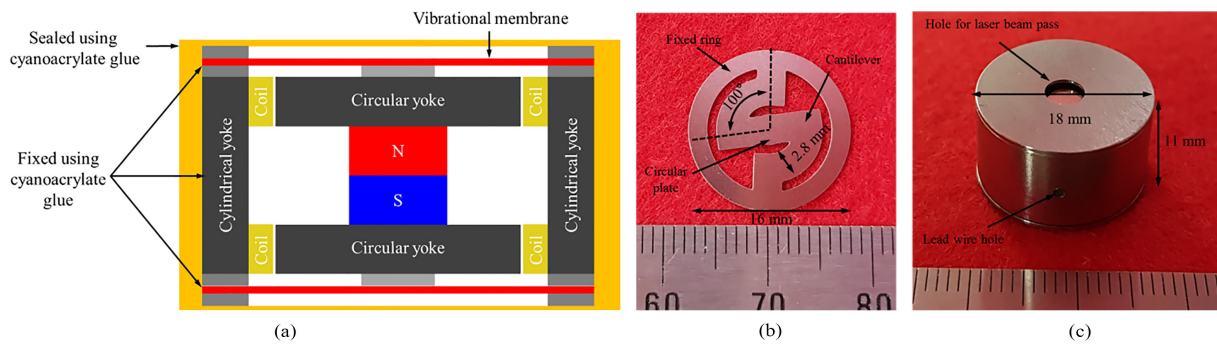 Vibrational membrane
Sealed using
cyanoacrylate glue
Coil
Circular yoke
Coil
Cylindrical yoke
N
S
Cylindrical yoke
Fixed using
cyanoacrylate
glue
Coil
Circular yoke
Coil
(a)
Fixed ring
Cantilever
100°
2.8 mm
Circular
plate
16 mm
60
70
80
(b)
Hole for laser beam pass
18 mm
11 mm
Lead wire hole
(c)